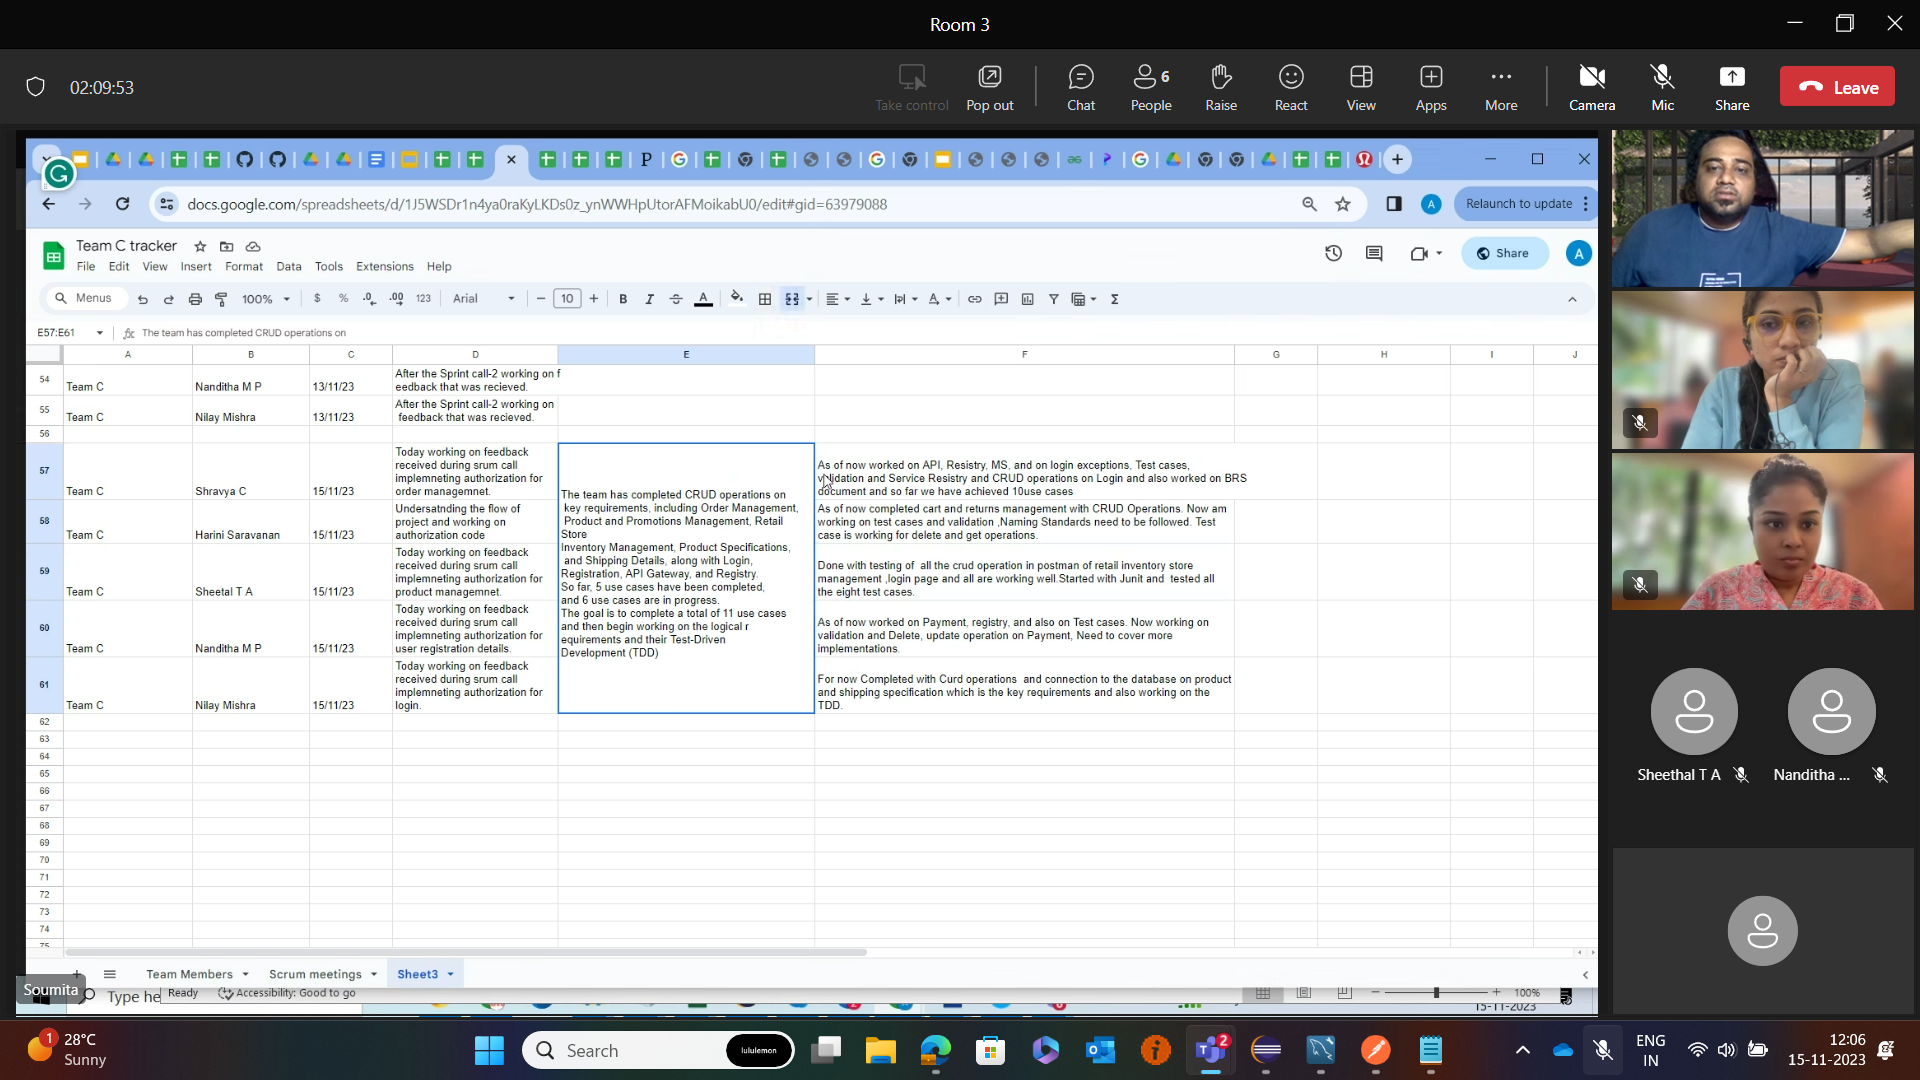 Room 3
02:09:53
Take control
Pop out
Chat
People
6
Raise
React
View
Apps
More
Camera
Mic
Share
Leave
docs.google.com/spreadsheets/d/1J5WSDr1n4ya0raKyLKDs0z_ynWWHpUtorAFMoikabU0/edit#gid=63979088
A
Relaunch to update
Team C tracker
File Edit View Insert Format Data Tools Extensions Help
Share
A
Menus
100%
$ % .0 .00 123
Arial
10
B I
E57:E61
The team has completed CRUD operations on
A B C D E F G H I J
54 Team C Nanditha M P 13/11/23
After the Sprint call-2 working on f
eedback that was recieved.
55 Team C Nilay Mishra 13/11/23
After the Sprint call-2 working on
feedback that was recieved.
56
57 Team C Shravya C 15/11/23
Today working on feedback
received during srum call
implemneting authorization for
order managemnet.
The team has completed CRUD operations on
key requirements, including Order Management,
Product and Promotions Management, Retail
Store
Inventory Management, Product Specifications,
and Shipping Details, along with Login,
Registration, API Gateway, and Registry.
So far, 5 use cases have been completed,
and 6 use cases are in progress.
The goal is to complete a total of 11 use cases
and then begin working on the logical r
equirements and their Test-Driven
Development (TDD)
As of now worked on API, Resistry, MS, and on login exceptions, Test cases,
validation and Service Registry and CRUD operations on Login and also worked on BRS
document and so far we have achieved 10use cases
58 Team C Harini Saravanan 15/11/23
Undersatnding the flow of
project and working on
authorization code
As of now completed cart and returns management with CRUD Operations. Now am
working on test cases and validation ,Naming Standards need to be followed. Test
case is working for delete and get operations.
59 Team C Sheetal T A 15/11/23
Today working on feedback
received during srum call
implemneting authorization for
product managemnet.
Done with testing of all the crud operation in postman of retail inventory store
management ,login page and all are working well.Started with Junit and tested all
the eight test cases.
60 Team C Nanditha M P 15/11/23
Today working on feedback
received during srum call
implemneting authorization for
user registration details.
As of now worked on Payment, registry, and also on Test cases. Now working on
validation and Delete, update operation on Payment, Need to cover more
implementations.
61 Team C Nilay Mishra 15/11/23
Today working on feedback
received during srum call
implemneting authorization for
login.
For now Completed with Curd operations and connection to the database on product
and shipping specification which is the key requirements and also working on the
TDD.
62
63
64
65
66
67
68
69
70
71
72
73
74
75
Team Members
Scrum meetings
Sheet3
Soumita
Type he
Ready
Accessibility: Good to go
100%
15-11-2023
Sheethal T A
Nanditha ...
1
28°C
Sunny
Search
lululemon
2
ENG
IN
12:06
15-11-2023